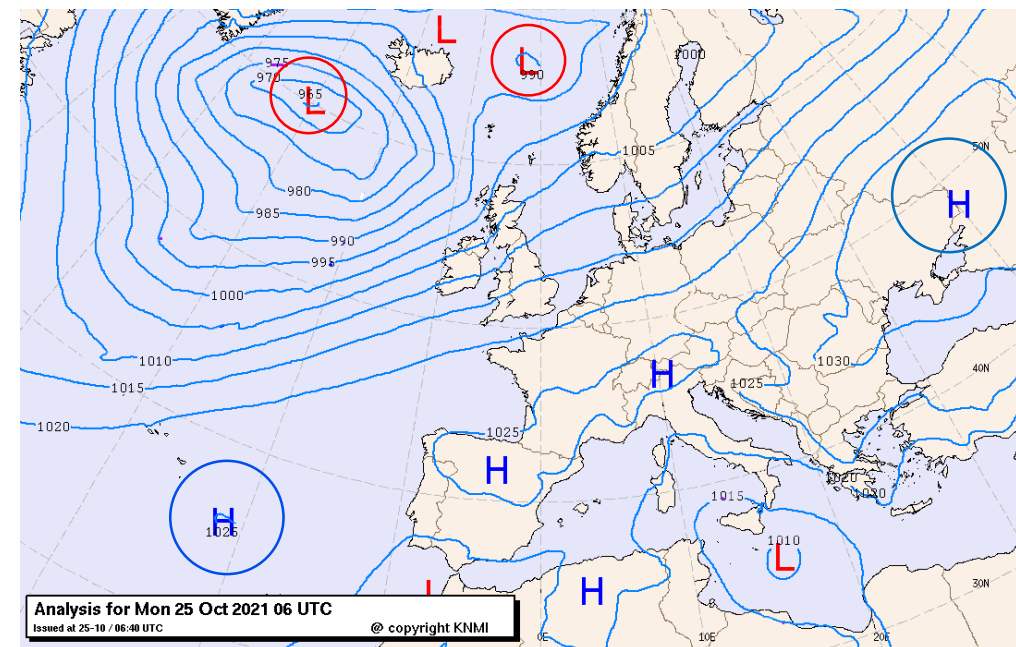 L
L
975
970
965
L
990
1000
1005
50N
980
H
985
990
995
1000
1010
1030
H
40N
1015
1025
1020
1025
H
1020
1020
1015
H
1025
1010
L
30N
H
L
Analysis for Mon 25 Oct 2021 06 UTC
Issued at 25-10 / 06:40 UTC
@ copyright KNMI
0E
10E
20E